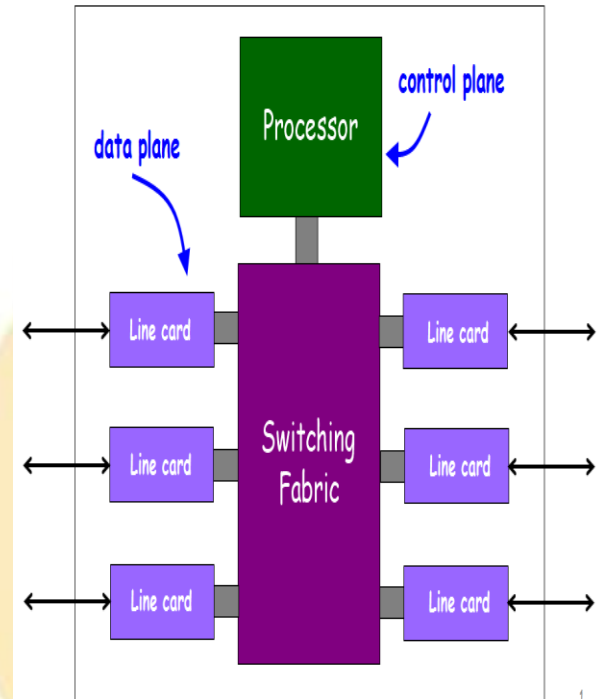 control plane
Processor
data plane
Line card
Line card
Switching
Fabric
Line card
Line card
Line card
Line card
1